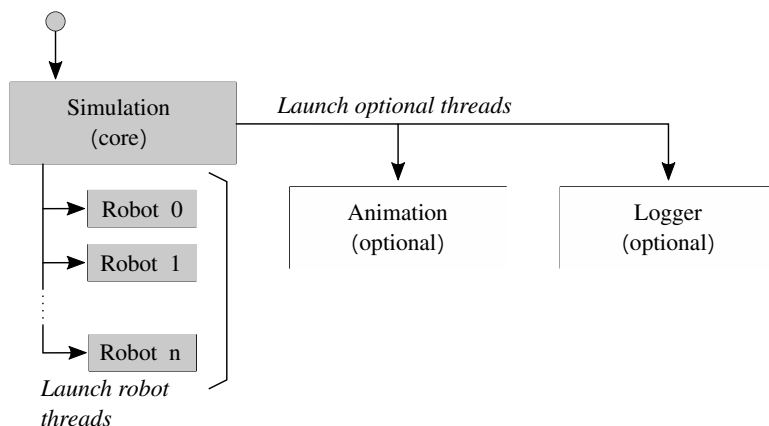 Simulation
(core)
Launch optional threads
Robot 0
Robot 1
Robot n
Launch robot
threads
Animation
(optional)
Logger
(optional)